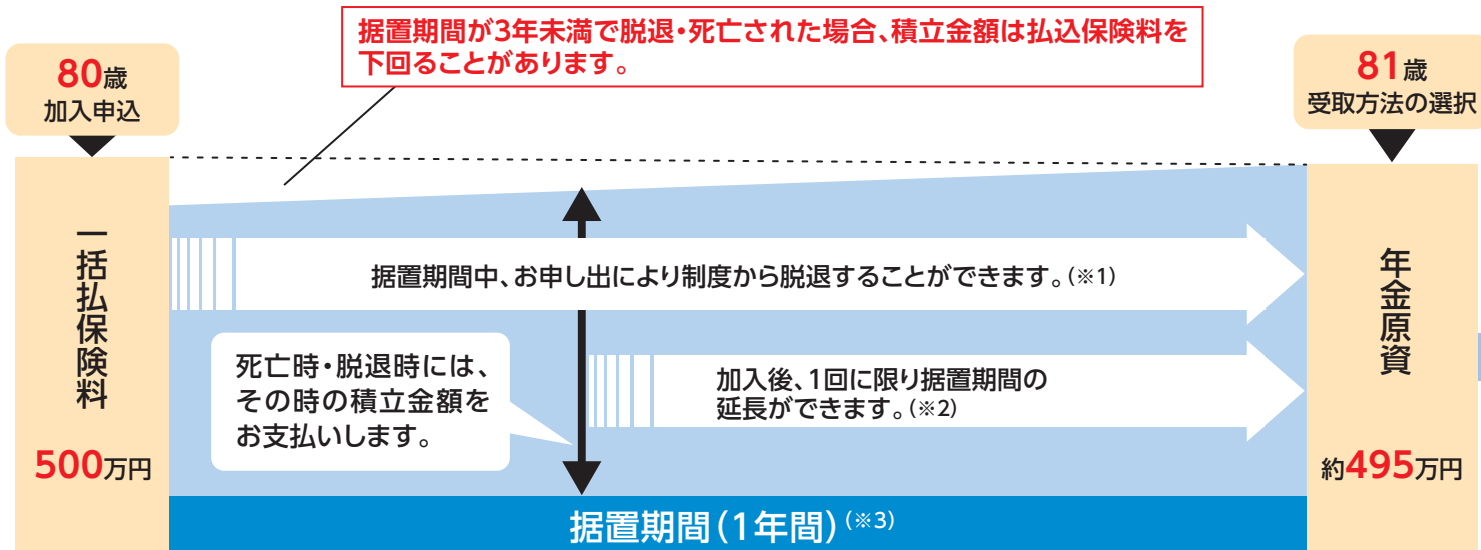 据置期間が3年未満で脱退・死亡された場合、積立金額は払込保険料を
下回ることがあります。
80歳
加入申込
81歳
受取方法の選択
一括払保険料
500万円
据置期間中、お申し出により制度から脱退することができます。(※1)
死亡時・脱退時には、
その時の積立金額を
お支払いします。
加入後、1回に限り据置期間の
延長ができます。(※2)
年金原資
約495万円
据置期間(1年間)(※3)